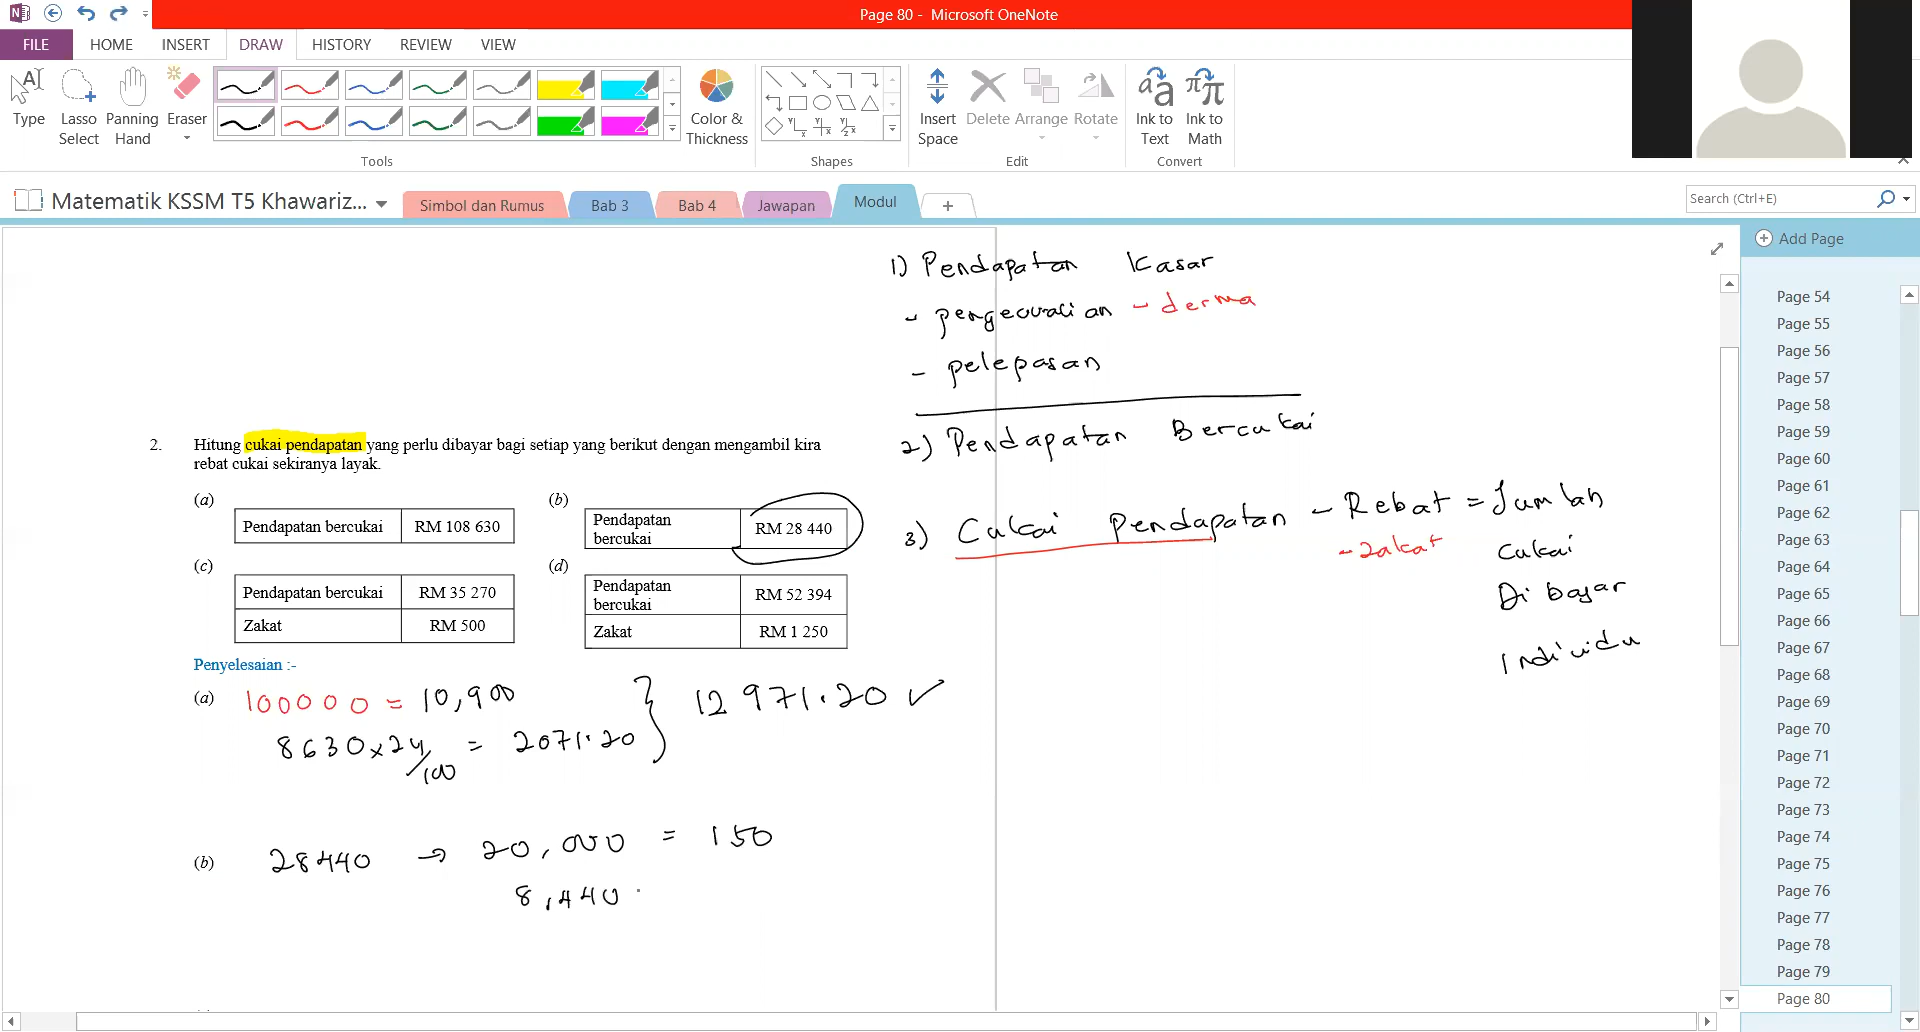 Page 80 - Microsoft OneNote
FILE HOME INSERT DRAW HISTORY REVIEW VIEW
Type
Lasso Select
Panning Hand
Eraser
Color & Thickness
Insert Space
Delete
Arrange
Rotate
Ink to Text
Ink to Math
Tools
Shapes
Edit
Convert
Matematik KSSM T5 Khawariz...
Simbol dan Rumus
Bab 3
Bab 4
Jawapan
Modul
+
Search (Ctrl+E)
Add Page
Page 54
Page 55
Page 56
Page 57
Page 58
Page 59
Page 60
Page 61
Page 62
Page 63
Page 64
Page 65
Page 66
Page 67
Page 68
Page 69
Page 70
Page 71
Page 72
Page 73
Page 74
Page 75
Page 76
Page 77
Page 78
Page 79
Page 80
2. Hitung cukai pendapatan yang perlu dibayar bagi setiap yang berikut dengan mengambil kira
rebat cukai sekiranya layak.
(a)
Pendapatan bercukai RM 108 630
(b)
Pendapatan bercukai RM 28 440
(c)
Pendapatan bercukai RM 35 270
Zakat RM 500
(d)
Pendapatan bercukai RM 52 394
Zakat RM 1 250
Penyelesaian :-
(a) 100000 = 10,900
8630 x 24/100 = 2071.20
} 12 971.20 ✓
(b) 28440 → 20,000 = 150
8,440
1) Pendapatan Kasar
- pengecualian - derma
- pelepasan
2) Pendapatan Bercukai
3) Cukai Pendapatan - Rebat = Jumlah
- zakat
Cukai
Di bayar
Individu